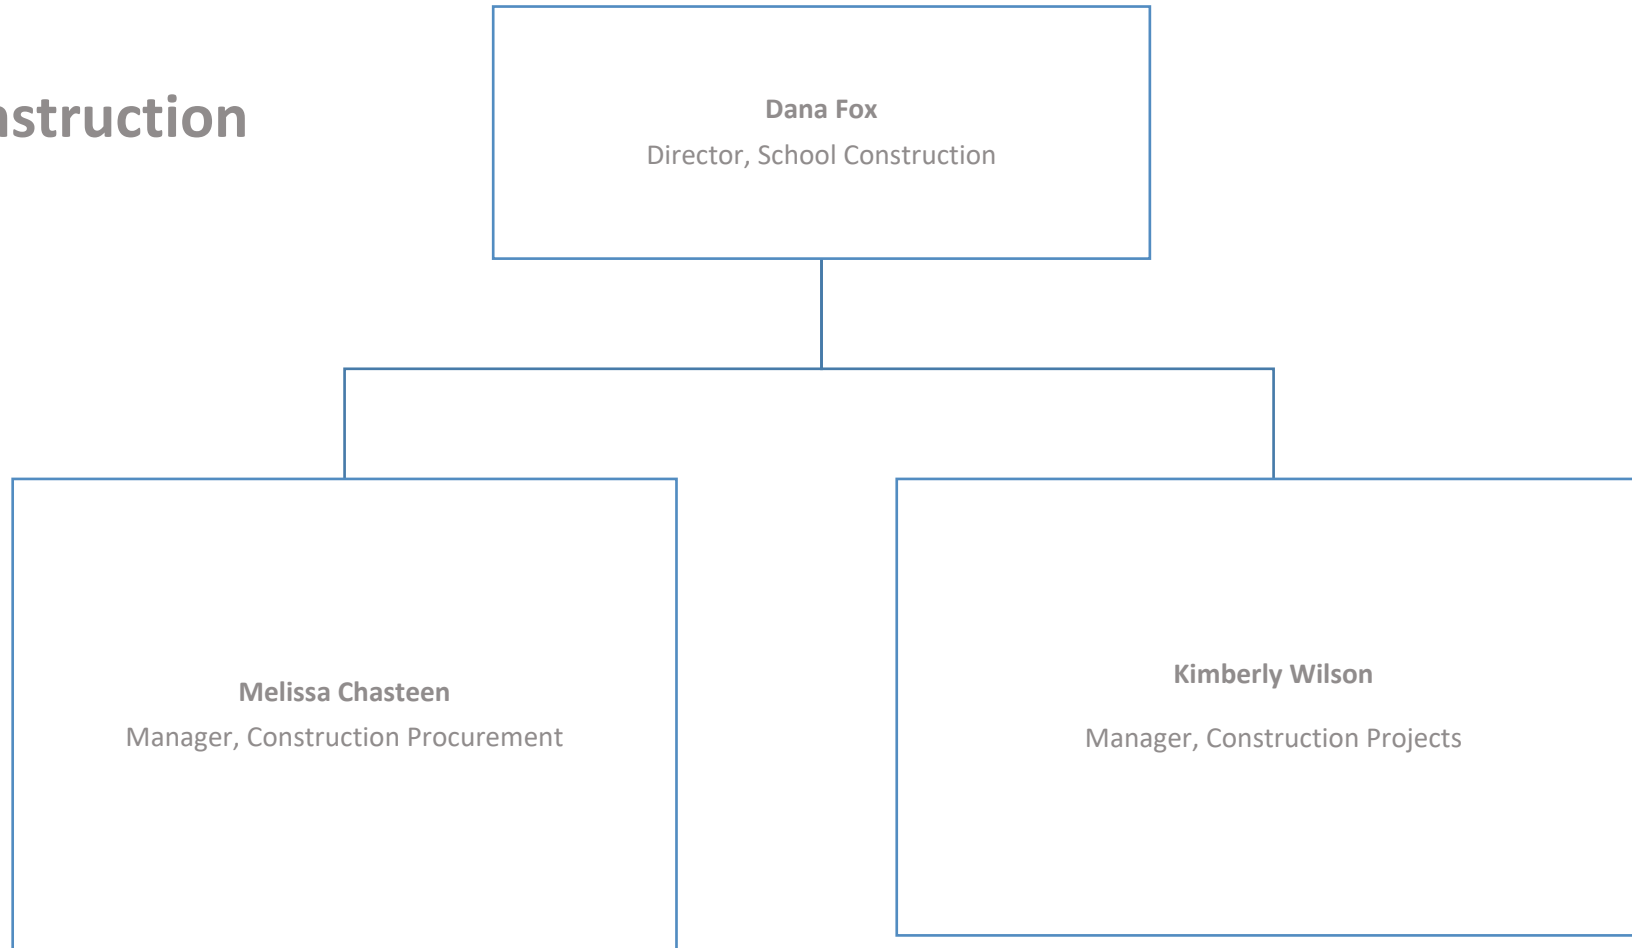 nstruction
Dana Fox
Director, School Construction
Melissa Chasteen
Manager, Construction Procurement
Kimberly Wilson
Manager, Construction Projects